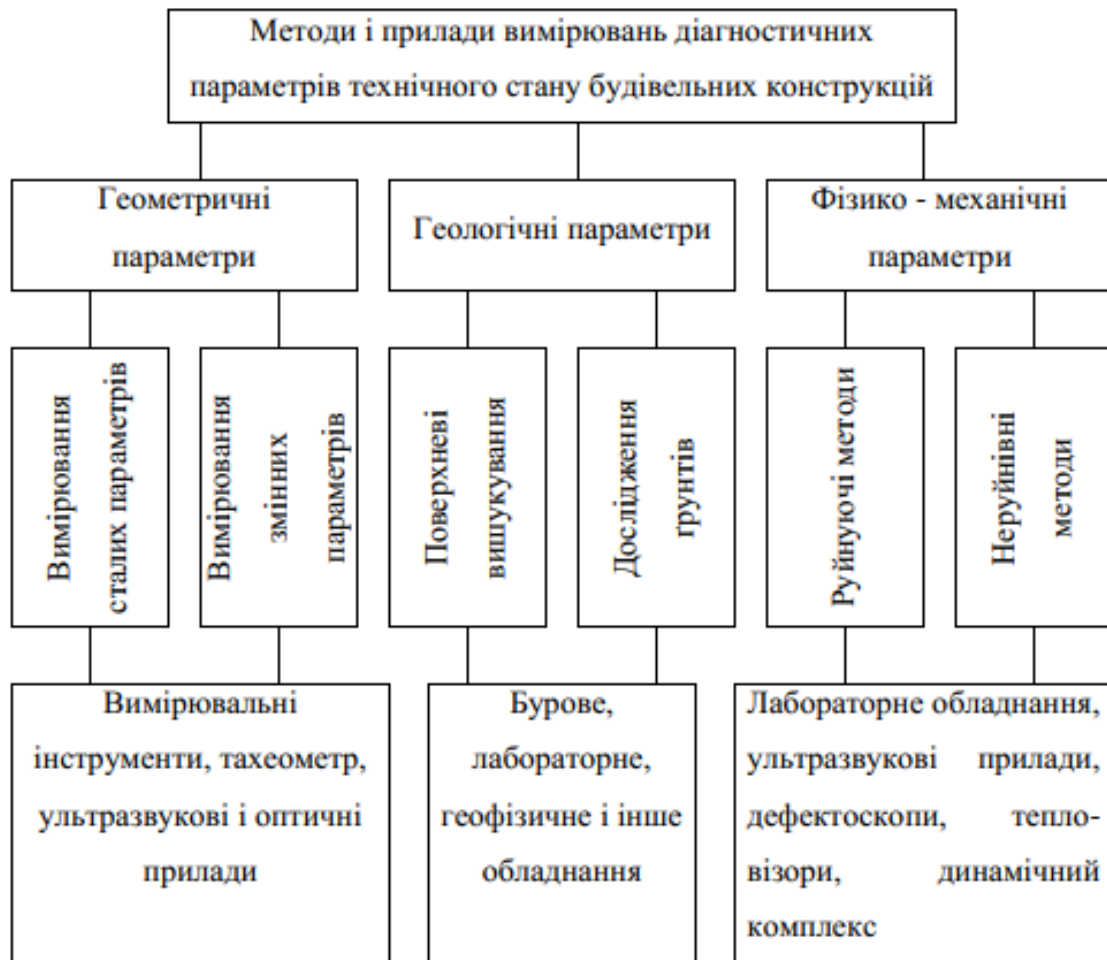 Методи і прилади вимірювань діагностичних
параметрів технічного стану будівельних конструкцій
Геометричні
параметри
Геологічні параметри
Фізико - механічні
параметри
Вимірювання
сталих параметрів
Вимірювання
змінних
параметрів
Поверхневі
вишукування
Дослідження
ґрунтів
Руйнуючі методи
Неруйнівні
методи
Вимірювальні
інструменти, тахеометр,
ультразвукові і оптичні
прилади
Бурове,
лабораторне,
геофізичне і інше
обладнання
Лабораторне обладнання,
ультразвукові прилади,
дефектоскопи, тепло-
візори, динамічний
комплекс